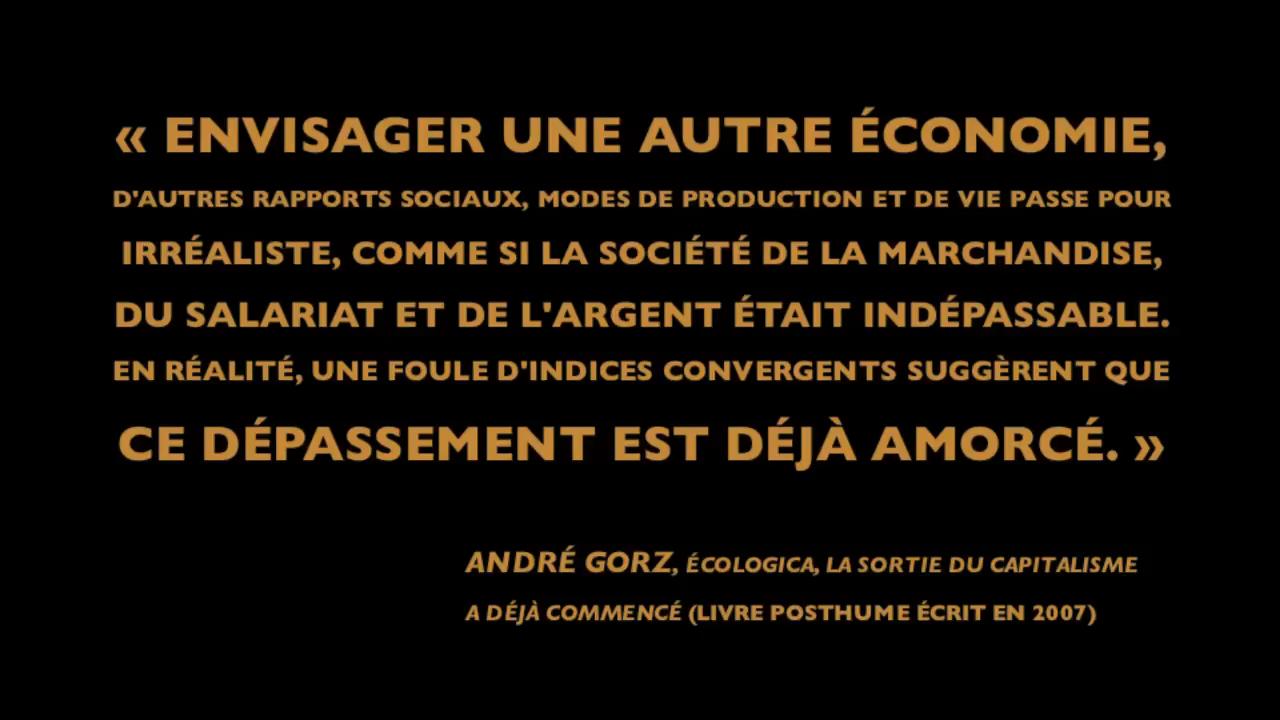 « ENVISAGER UNE AUTRE ÉCONOMIE,
D'AUTRES RAPPORTS SOCIAUX, MODES DE PRODUCTION ET DE VIE PASSE POUR
IRRÉALISTE, COMME SI LA SOCIÉTÉ DE LA MARCHANDISE,
DU SALARIAT ET DE L'ARGENT ÉTAIT INDÉPASSABLE.
EN RÉALITÉ, UNE FOULE D'INDICES CONVERGENTS SUGGÈRENT QUE
CE DÉPASSEMENT EST DÉJÀ AMORCÉ. »
ANDRÉ GORZ, ÉCOLOGICA, LA SORTIE DU CAPITALISME
A DÉJÀ COMMENCÉ (LIVRE POSTHUME ÉCRIT EN 2007)